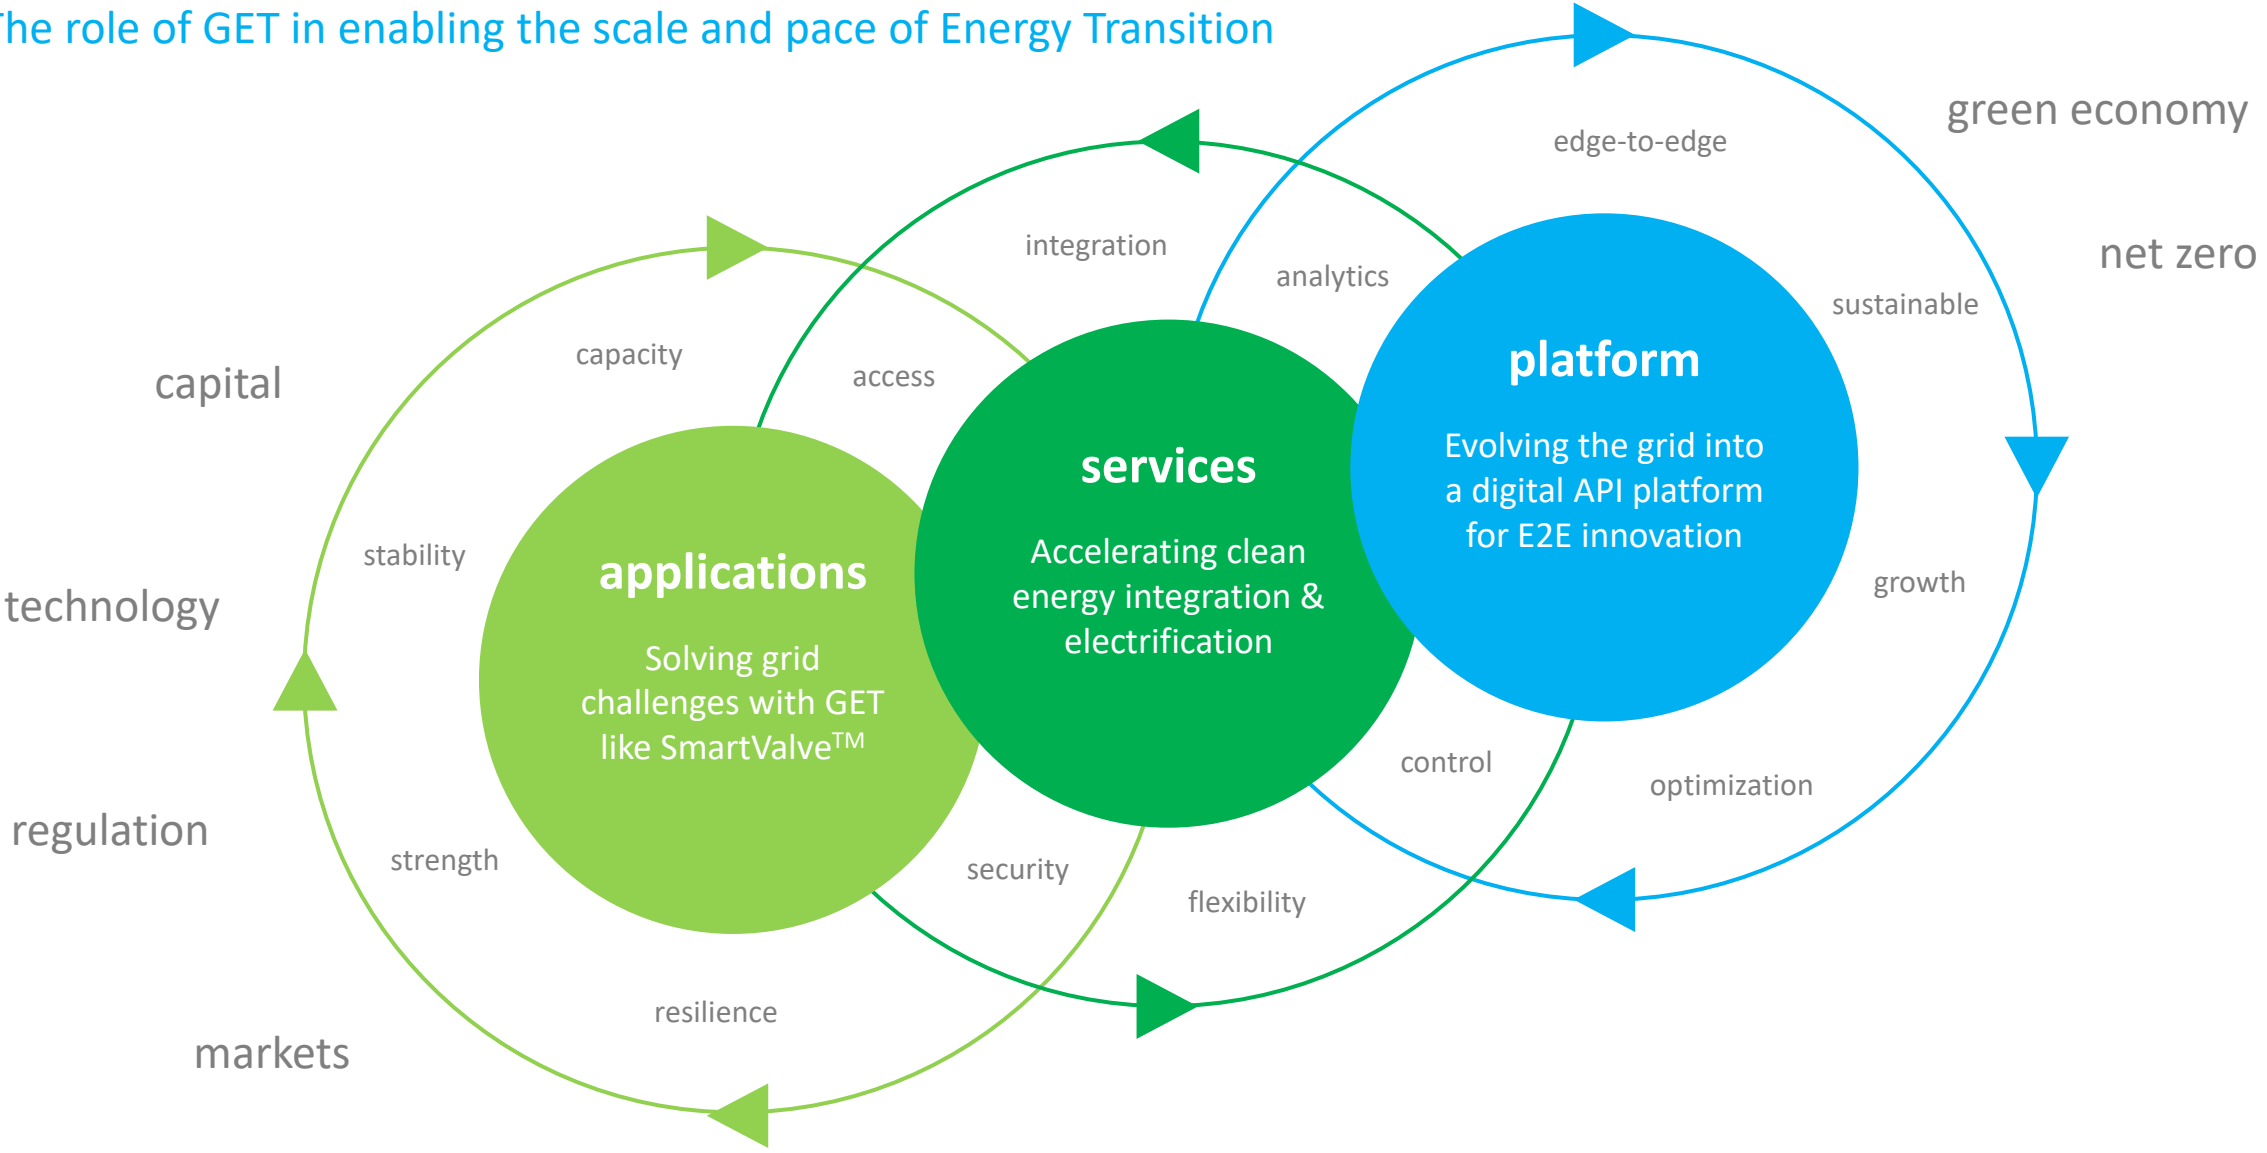 he role of GET in enabling the scale and pace of Energy Transition
green economy
net zero
edge-to-edge
integration
analytics
sustainable
capacity
access
capital
stability
technology
regulation
strength
markets
resilience
security
flexibility
control
optimization
growth
applications
Solving grid
challenges with GET
like SmartValve™
services
Accelerating clean
energy integration &
electrification
platform
Evolving the grid into
a digital API platform
for E2E innovation